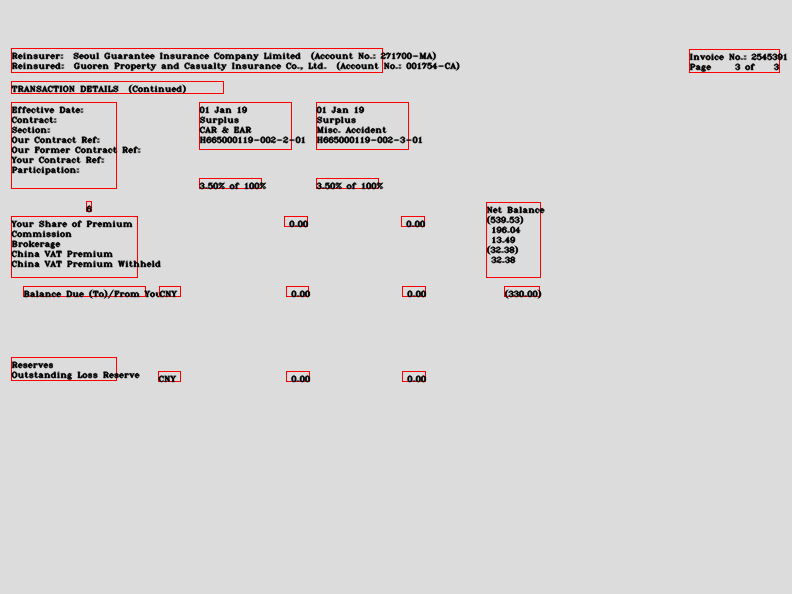 Reinsurer: Seoul Guarantee Insurance Company Limited (Account No.: 271700-MA)
Reinsured: Guoren Property and Casualty Insurance Co., Ltd. (Account No.: 001754-CA)
Invoice No.: 2545391
Page 3 of 3
TRANSACTION DETAILS (Continued)
Effective Date: 01 Jan 19 01 Jan 19
Contract: Surplus Surplus
Section: CAR & EAR Misc. Accident
Our Contract Ref: H665000119-002-2-01 H665000119-002-3-01
Our Former Contract Ref:
Your Contract Ref:
Participation: 3.50% of 100% 3.50% of 100%
Net Balance
Your Share of Premium 0.00 0.00 (539.53)
Commission 196.04
Brokerage 13.49
China VAT Premium (32.38)
China VAT Premium Withheld 32.38
Balance Due (To)/From You CNY 0.00 0.00 (330.00)
Reserves
Outstanding Loss Reserve CNY 0.00 0.00